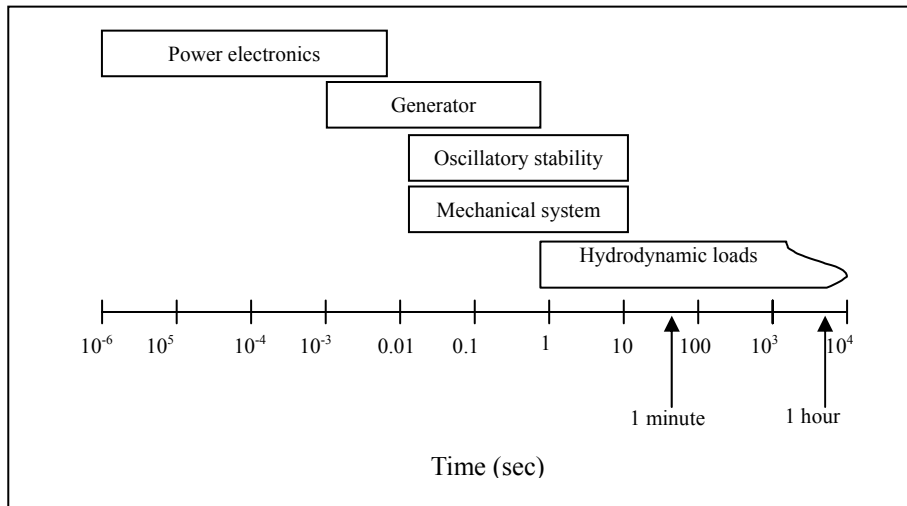 Power electronics
Generator
Oscillatory stability
Mechanical system
Hydrodynamic loads
10⁻⁶ 10⁵ 10⁻⁴ 10⁻³ 0.01 0.1 1 10 100 10³ 10⁴
1 minute 1 hour
Time (sec)